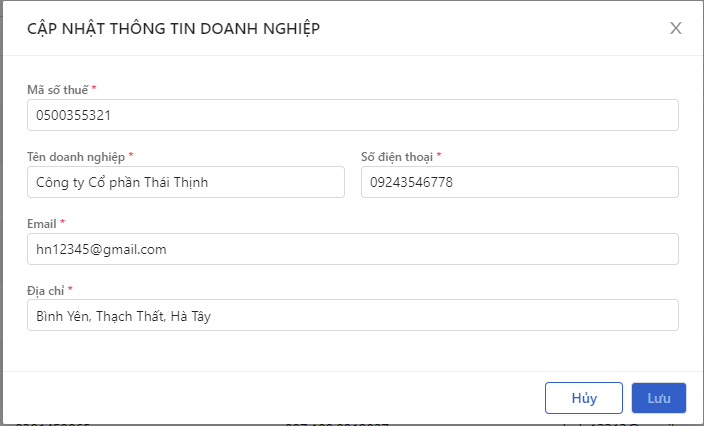 CẬP NHẬT THÔNG TIN DOANH NGHIỆP
Mã số thuế *
0500355321
Tên doanh nghiệp * Số điện thoại *
Công ty Cổ phần Thái Thịnh 09243546778
Email *
hn12345@gmail.com
Địa chỉ *
Bình Yên, Thạch Thất, Hà Tây
Hủy Lưu